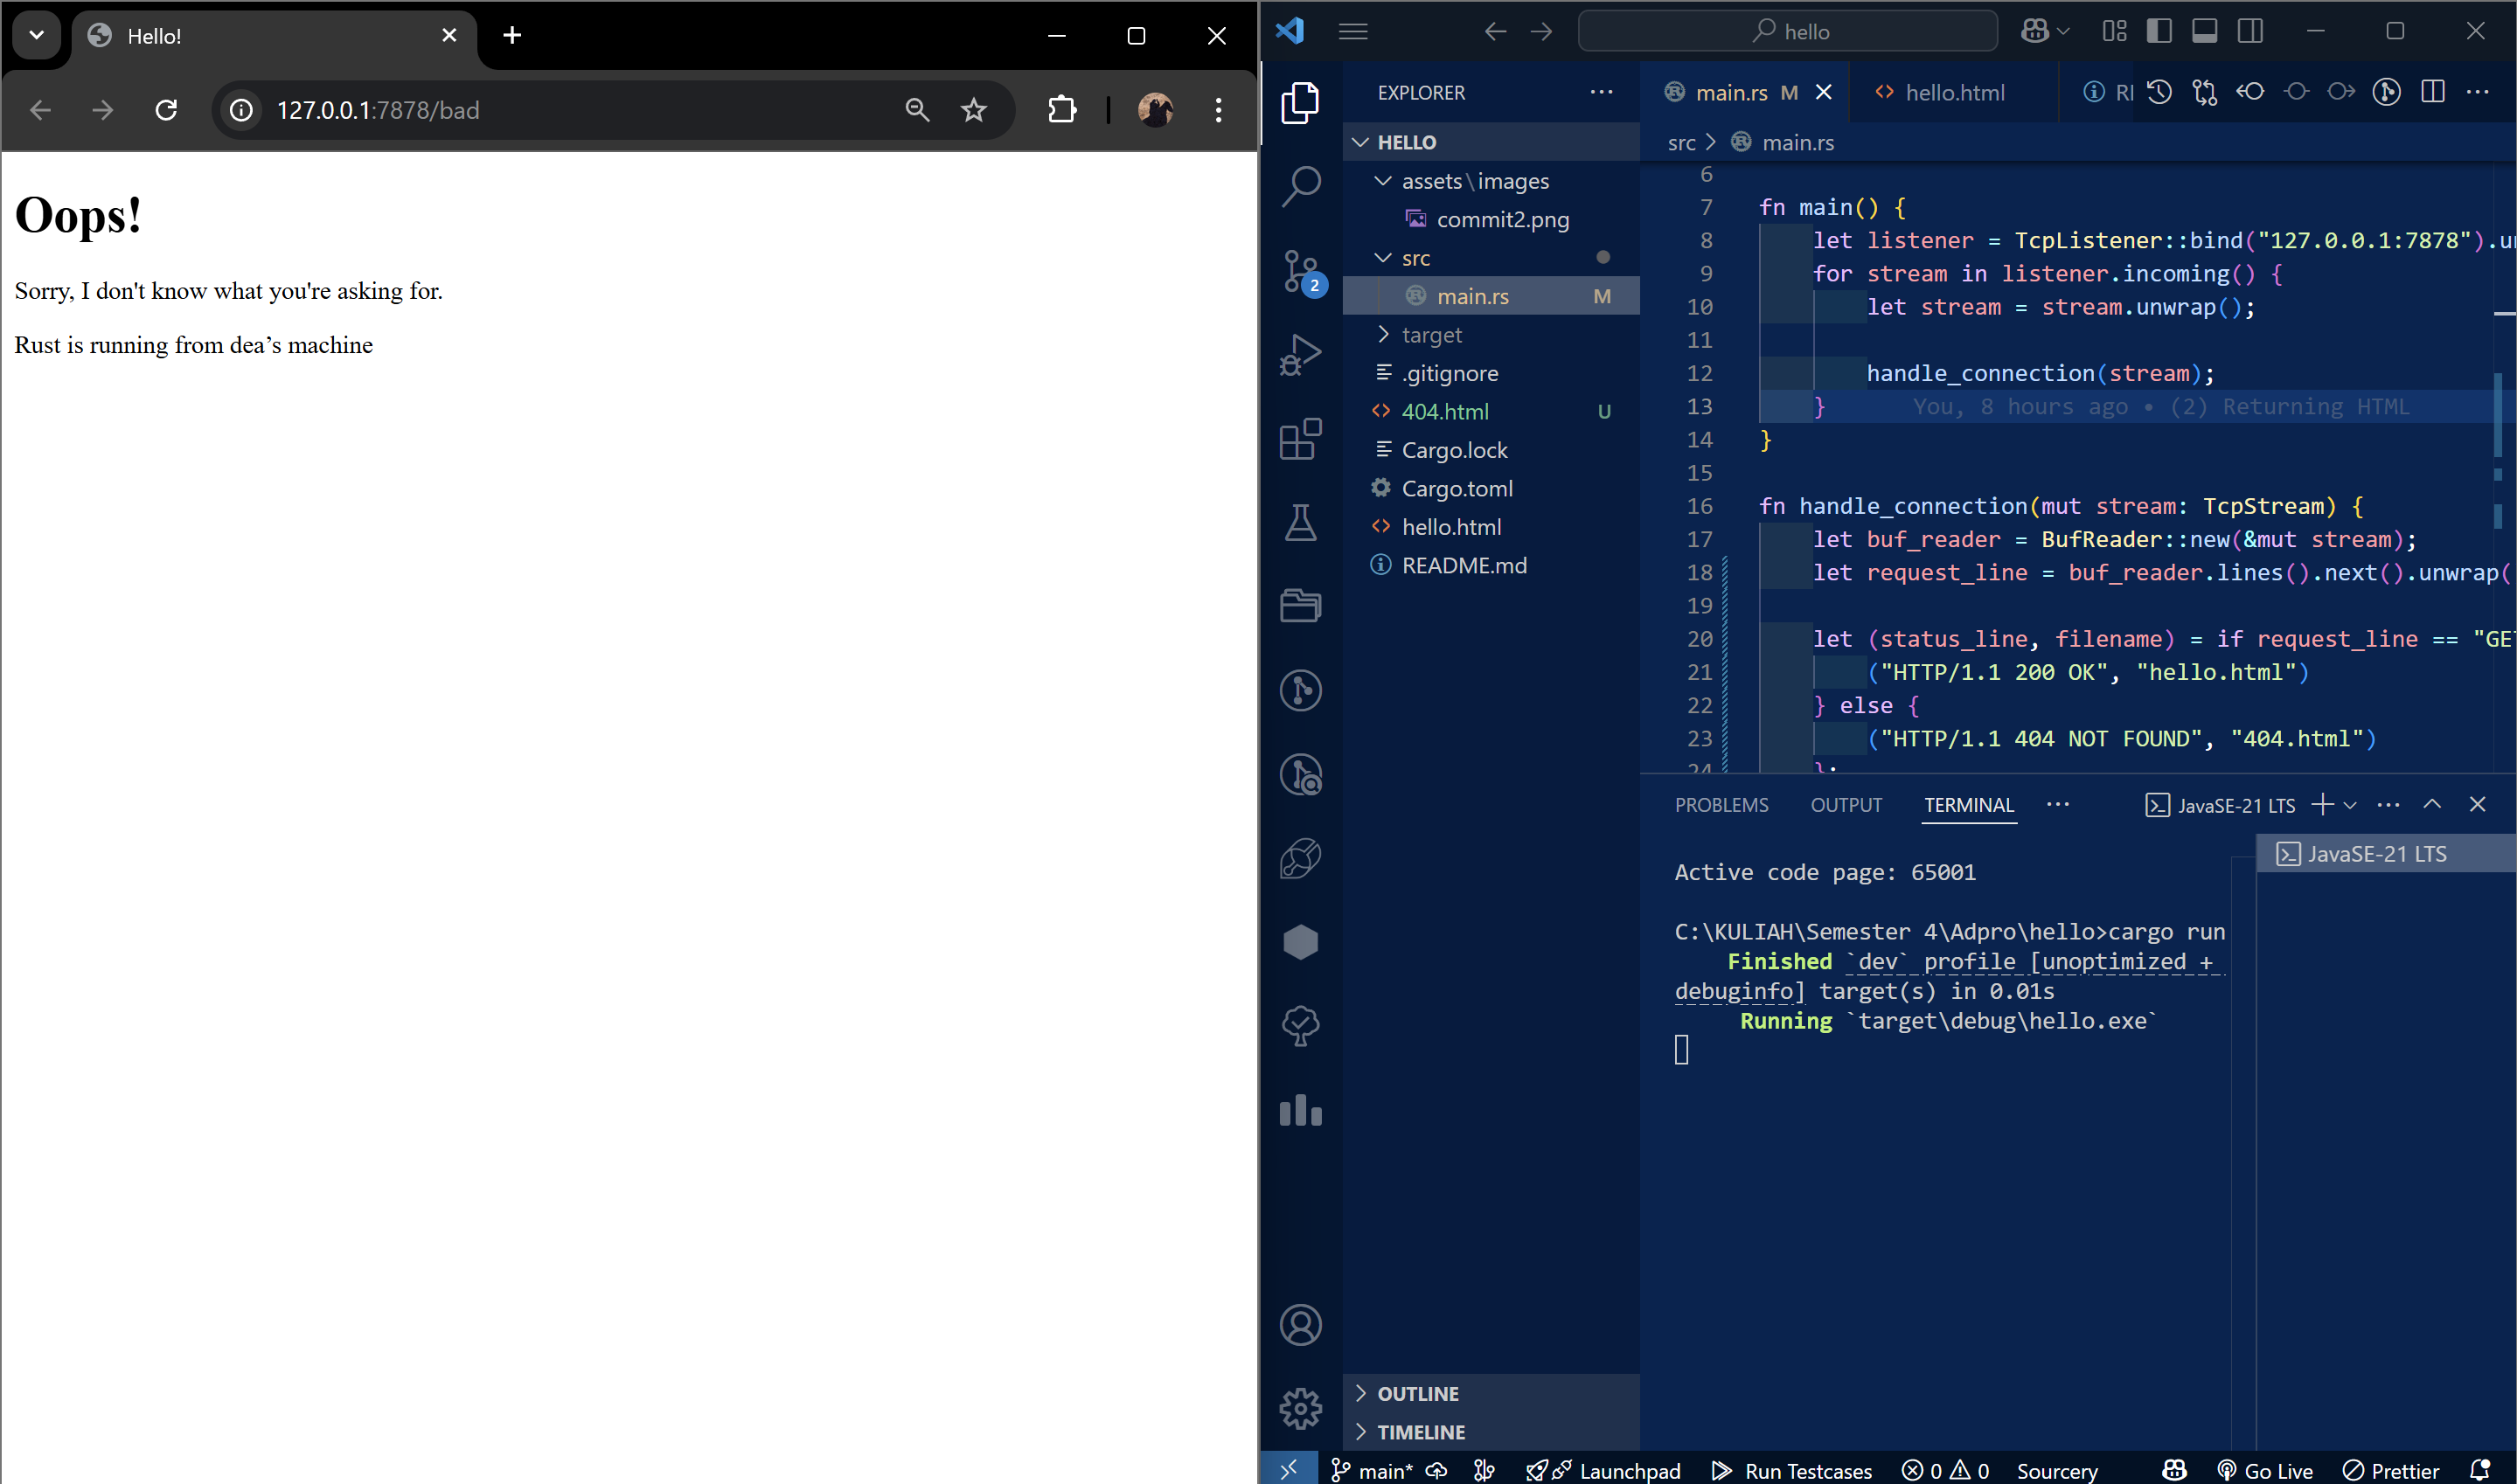 Hello!
127.0.0.1:7878/bad
Oops!
Sorry, I don't know what you're asking for.
Rust is running from dea’s machine
hello
EXPLORER
HELLO
assets\images
commit2.png
src
main.rs M
target
.gitignore
404.html U
Cargo.lock
Cargo.toml
hello.html
README.md
OUTLINE
TIMELINE
2
main.rs M
hello.html
src > main.rs
6
7 fn main() {
8 let listener = TcpListener::bind("127.0.0.1:7878").
9 for stream in listener.incoming() {
10 let stream = stream.unwrap();
11
12 handle_connection(stream);
13 } You, 8 hours ago • (2) Returning HTML
14 }
15
16 fn handle_connection(mut stream: TcpStream) {
17 let buf_reader = BufReader::new(&mut stream);
18 let request_line = buf_reader.lines().next().unwrap(
19
20 let (status_line, filename) = if request_line == "GE
21 ("HTTP/1.1 200 OK", "hello.html")
22 } else {
23 ("HTTP/1.1 404 NOT FOUND", "404.html")
24 };
PROBLEMS OUTPUT TERMINAL JavaSE-21 LTS
JavaSE-21 LTS
Active code page: 65001
C:\KULIAH\Semester 4\Adpro\hello>cargo run
Finished `dev` profile [unoptimized +
debuginfo] target(s) in 0.01s
Running `target\debug\hello.exe`
main* Launchpad Run Testcases 0 0 Sourcery Go Live Prettier